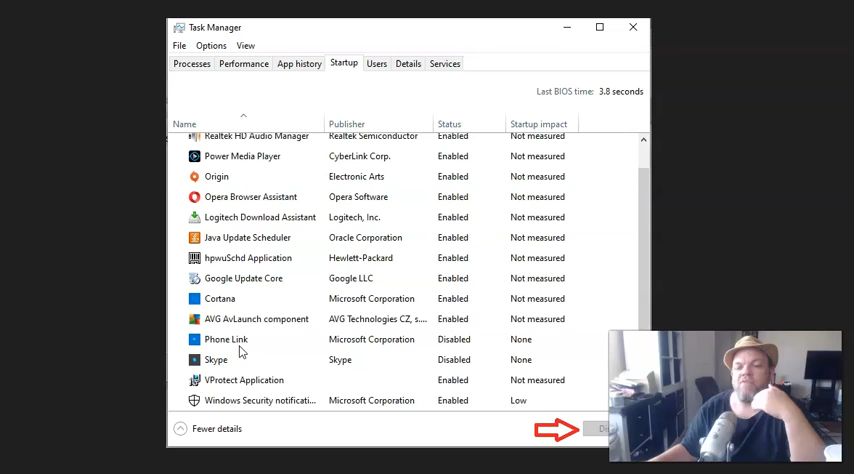 Task Manager
File Options View
Processes Performance App history Startup Users Details Services
Last BIOS time: 3.8 seconds
Name Publisher Status Startup impact
Realtek HD Audio Manager Realtek Semiconductor Enabled Not measured
Power Media Player CyberLink Corp. Enabled Not measured
Origin Electronic Arts Enabled Not measured
Opera Browser Assistant Opera Software Enabled Not measured
Logitech Download Assistant Logitech, Inc. Enabled Not measured
Java Update Scheduler Oracle Corporation Enabled Not measured
hpwuSchd Application Hewlett-Packard Enabled Not measured
Google Update Core Google LLC Enabled Not measured
Cortana Microsoft Corporation Enabled Not measured
AVG AvLaunch component AVG Technologies CZ, s.... Enabled Not measured
Phone Link Microsoft Corporation Disabled None
Skype Skype Disabled None
VProtect Application Enabled Not measured
Windows Security notificati... Microsoft Corporation Enabled Low
Fewer details